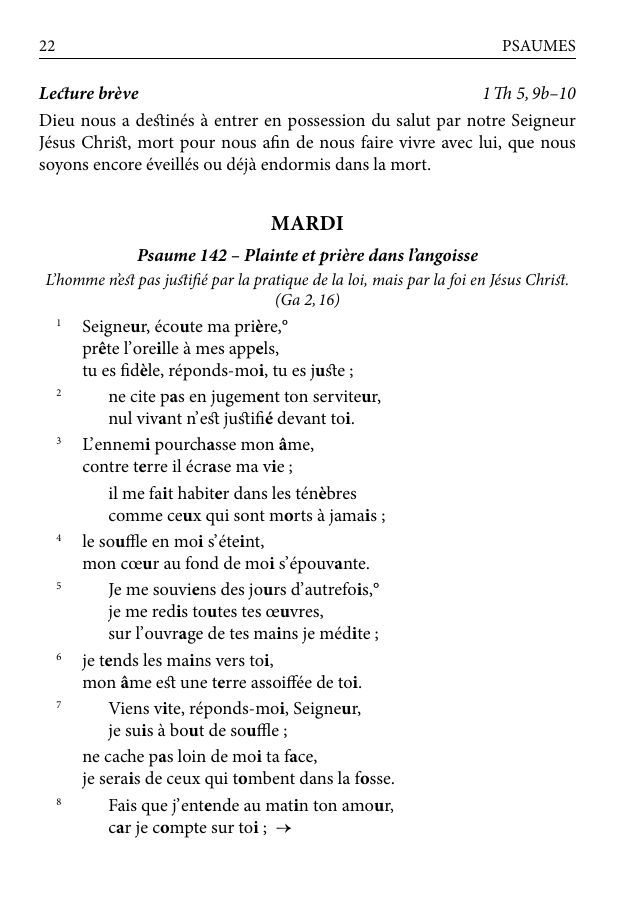 22 PSAUMES
Lecture brève 1 Th 5, 9b–10
Dieu nous a destinés à entrer en possession du salut par notre Seigneur
Jésus Christ, mort pour nous afin de nous faire vivre avec lui, que nous
soyons encore éveillés ou déjà endormis dans la mort.
MARDI
Psaume 142 – Plainte et prière dans l’angoisse
L’homme n’est pas justifié par la pratique de la loi, mais par la foi en Jésus Christ.
(Ga 2, 16)
1 Seigneur, écoute ma prière,°
prête l’oreille à mes appels,
tu es fidèle, réponds-moi, tu es juste ;
2 ne cite pas en jugement ton serviteur,
nul vivant n’est justifié devant toi.
3 L’ennemi pourchasse mon âme,
contre terre il écrase ma vie ;
il me fait habiter dans les ténèbres
comme ceux qui sont morts à jamais ;
4 le souffle en moi s’éteint,
mon cœur au fond de moi s’épouvante.
5 Je me souviens des jours d’autrefois,°
je me redis toutes tes œuvres,
sur l’ouvrage de tes mains je médite ;
6 je tends les mains vers toi,
mon âme est une terre assoiffée de toi.
7 Viens vite, réponds-moi, Seigneur,
je suis à bout de souffle ;
ne cache pas loin de moi ta face,
je serais de ceux qui tombent dans la fosse.
8 Fais que j’entende au matin ton amour,
car je compte sur toi ; →